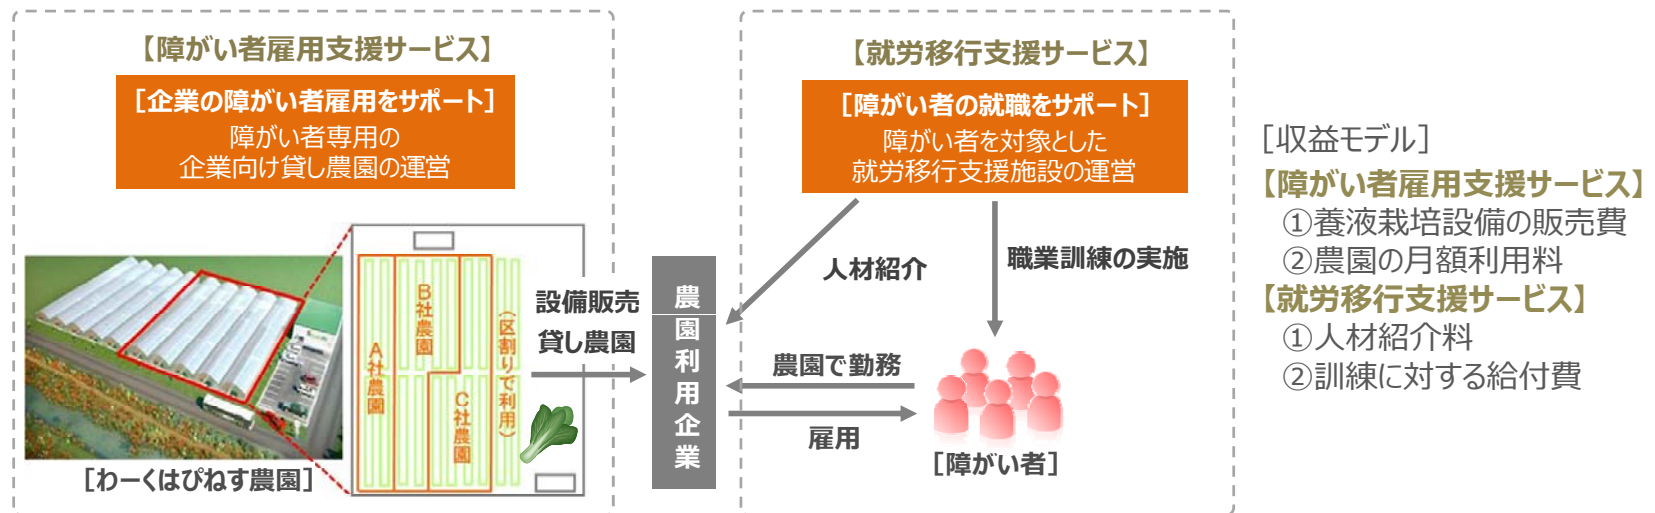 【障がい者雇用支援サービス】
［企業の障がい者雇用をサポート］
障がい者専用の
企業向け貸し農園の運営
A社農園
B社農園
C社農園
（区割りで利用）
［わーくはぴねす農園］
設備販売
貸し農園
農園利用企業
【就労移行支援サービス】
［障がい者の就職をサポート］
障がい者を対象とした
就労移行支援施設の運営
人材紹介
職業訓練の実施
農園で勤務
雇用
［障がい者］
［収益モデル］
【障がい者雇用支援サービス】
①養液栽培設備の販売費
②農園の月額利用料
【就労移行支援サービス】
①人材紹介料
②訓練に対する給付費